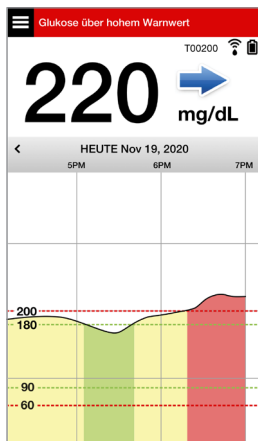 Glukose über hohem Warnwert
T00200
220
mg/dL
HEUTE Nov 19, 2020
5PM 6PM 7PM
200
180
90
60